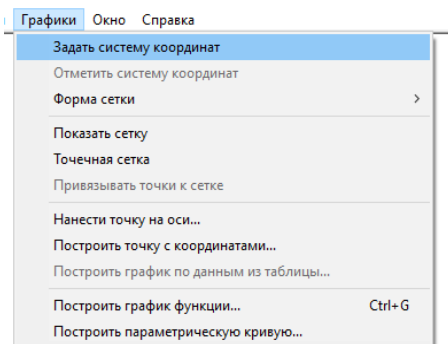 Графики Окно Справка
Задать систему координат
Отметить систему координат
Форма сетки
Показать сетку
Точечная сетка
Привязывать точки к сетке
Нанести точку на оси...
Построить точку с координатами...
Построить график по данным из таблицы...
Построить график функции... Ctrl+G
Построить параметрическую кривую...